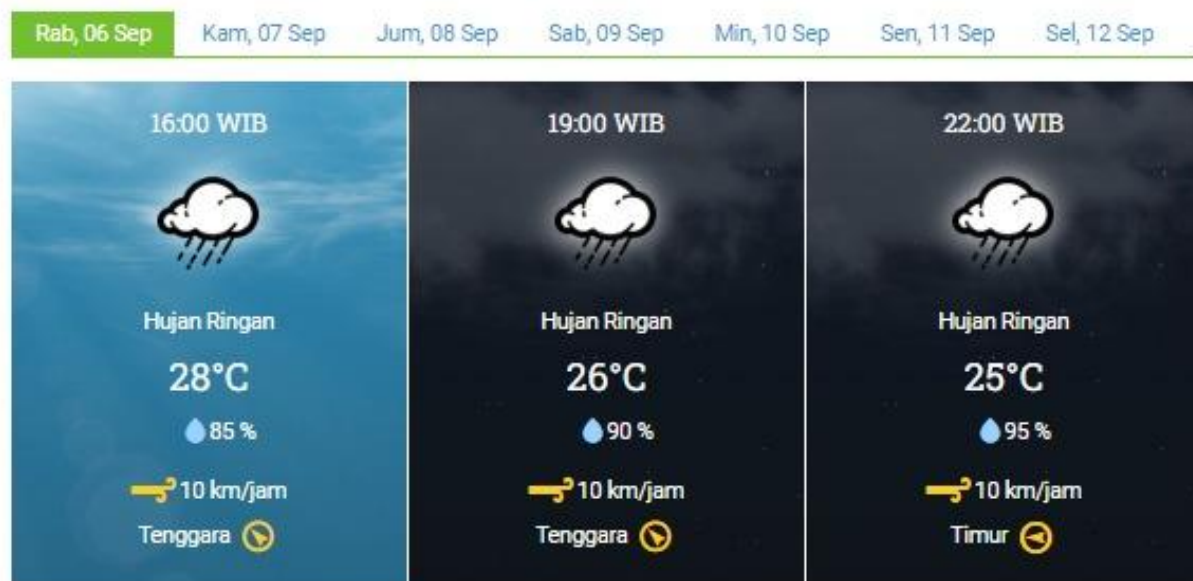 Rab, 06 Sep
Kam, 07 Sep
Jum, 08 Sep
Sab, 09 Sep
Min, 10 Sep
Sen, 11 Sep
Sel, 12 Sep
16:00 WIB
Hujan Ringan
28°C
85 %
10 km/jam
Tenggara
19:00 WIB
Hujan Ringan
26°C
90 %
10 km/jam
Tenggara
22:00 WIB
Hujan Ringan
25°C
95 %
10 km/jam
Timur